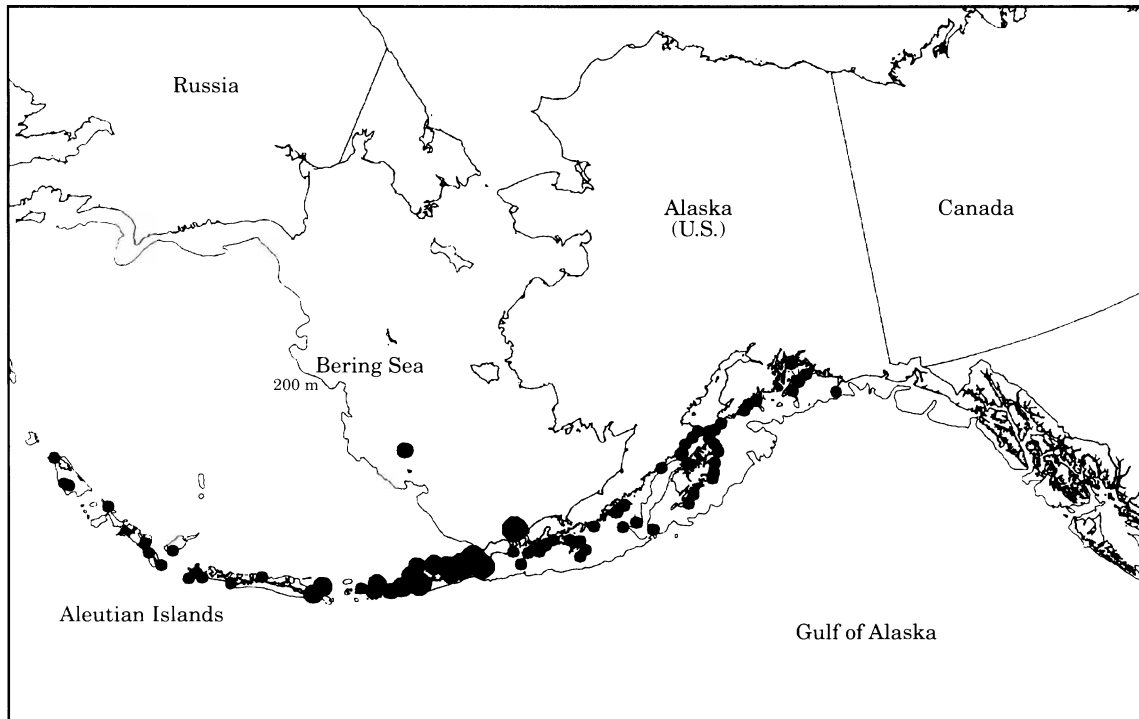 Russia
Alaska
(U.S.)
Canada
Bering Sea
200 m
Aleutian Islands
Gulf of Alaska